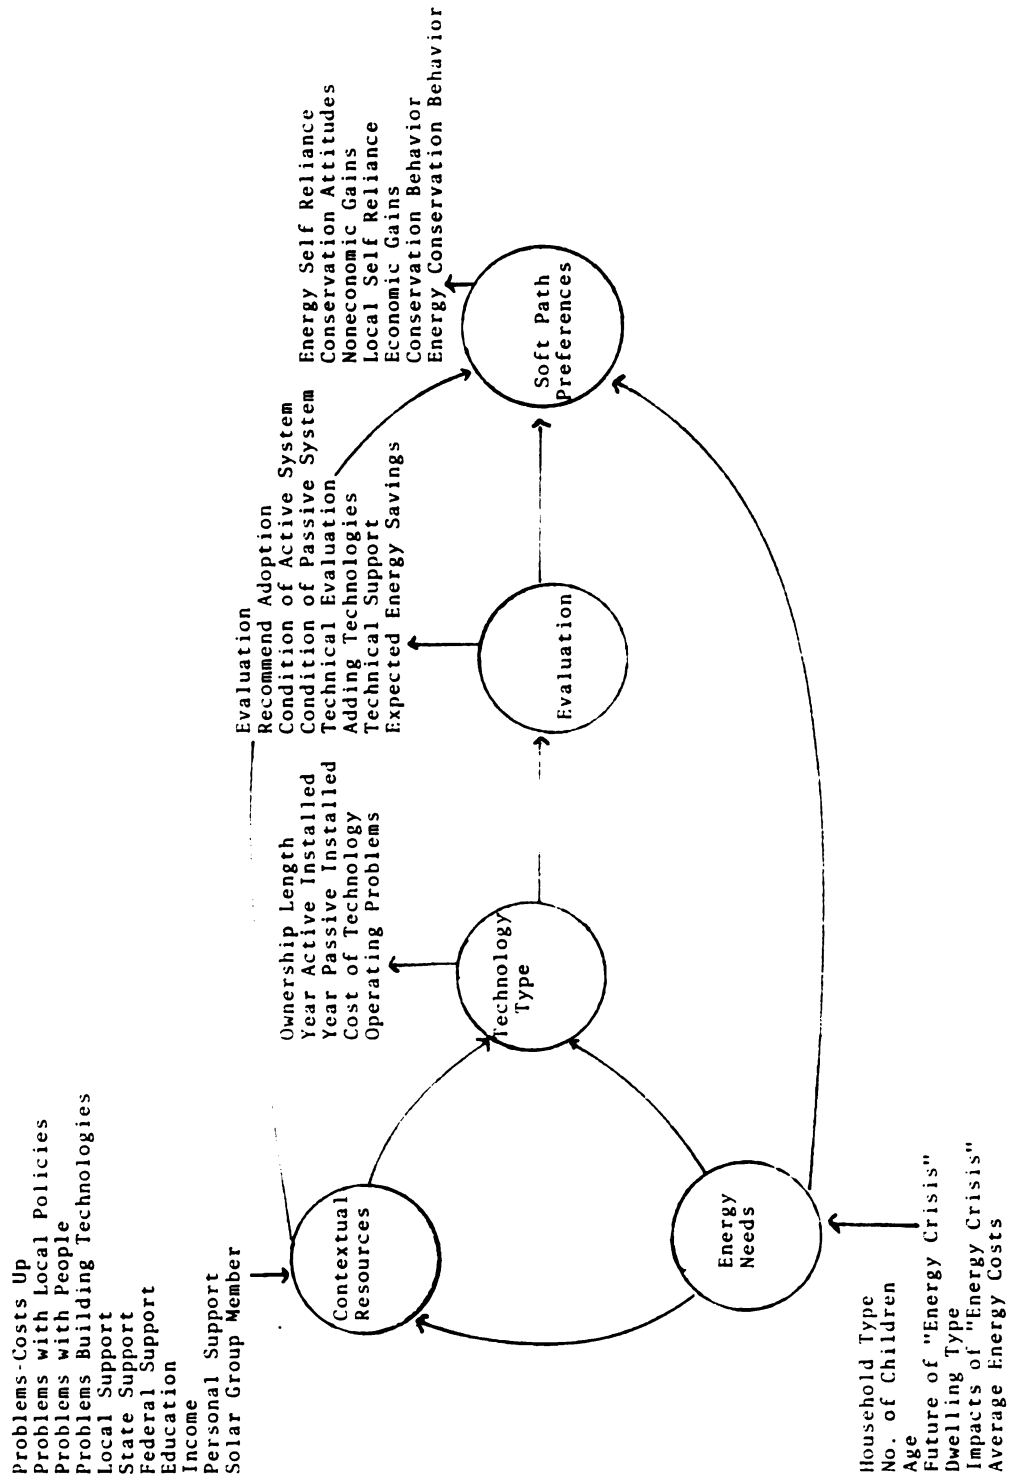 Problems-Costs Up
Problems with Local Policies
Problems with People
Problems Building Technologies
Local Support
State Support
Federal Support
Education
Income
Personal Support
Solar Group Member
Contextual
Resources
Household Type
No. of Children
Age
Future of "Energy Crisis"
Dwelling Type
Impacts of "Energy Crisis"
Average Energy Costs
Energy
Needs
Ownership Length
Year Active Installed
Year Passive Installed
Cost of Technology
Operating Problems
Technology
Type
Evaluation
Recommend Adoption
Condition of Active System
Condition of Passive System
Technical Evaluation
Adding Technologies
Technical Support
Expected Energy Savings
Evaluation
Energy Self Reliance
Conservation Attitudes
Noneconomic Gains
Local Self Reliance
Economic Gains
Conservation Behavior
Energy Conservation Behavior
Soft Path
Preferences